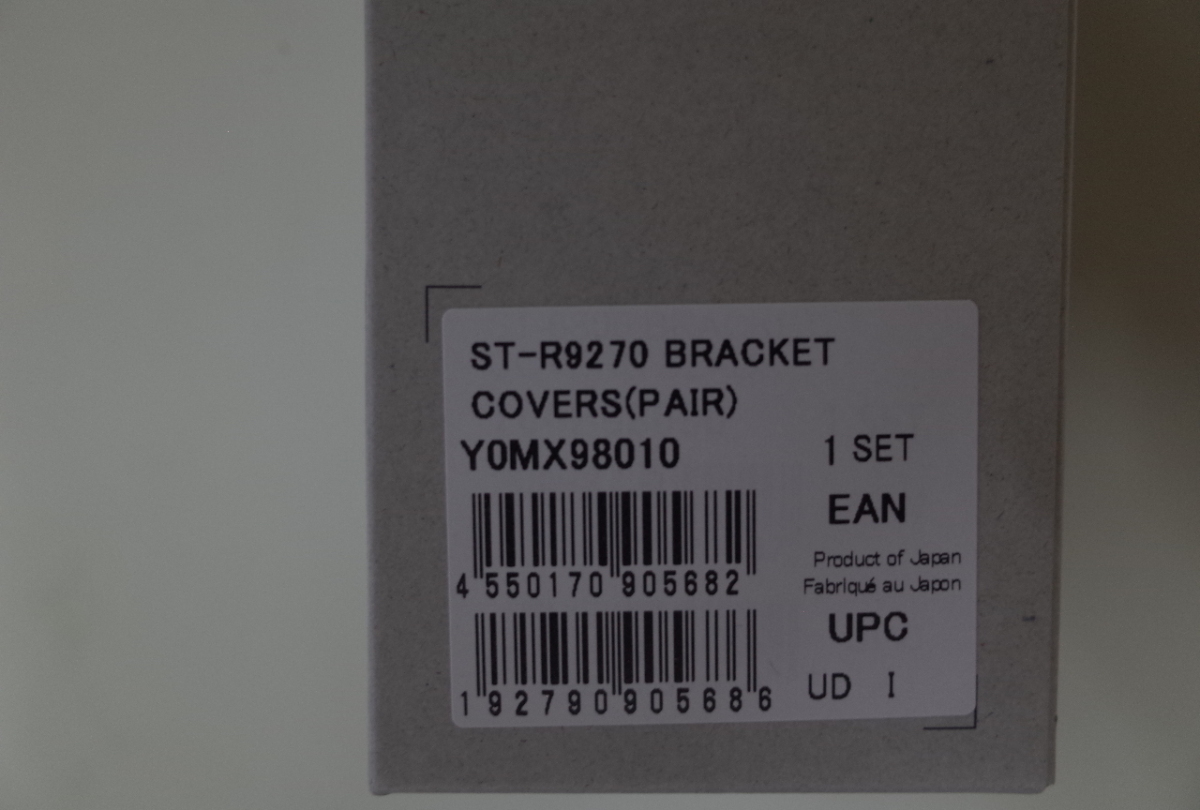 ST-R9270 BRACKET
COVERS(PAIR)
Y0MX98010 1 SET
EAN
4 550170 905682
Product of Japan
Fabriqué au Japon
UPC
1 92790 90568 6
UD I